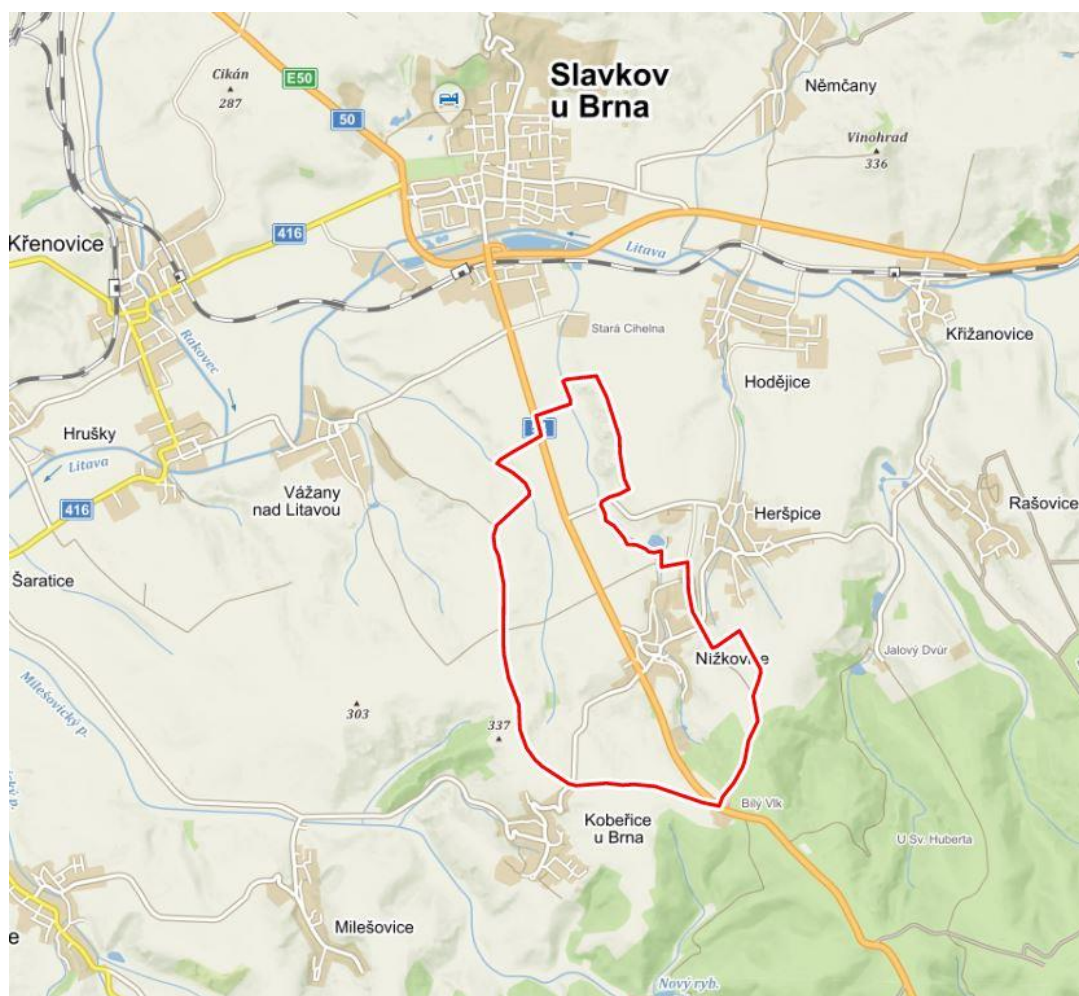 Cikán
287
E50
50
Slavkov
u Brna
Němčany
Vinohrad
336
Křenovice
416
Litava
Rakovec
Stará Cihelna
Křižanovice
Hodějice
Hrušky
Litava
416
Vážany
nad Litavou
Heršpice
Rašovice
Šaratice
Nížkovice
Jalový Dvůr
Milešovický p.
303
337
Bílý Vlk
Kobeřice
u Brna
U Sv. Huberta
Milešovice
Nový ryb.